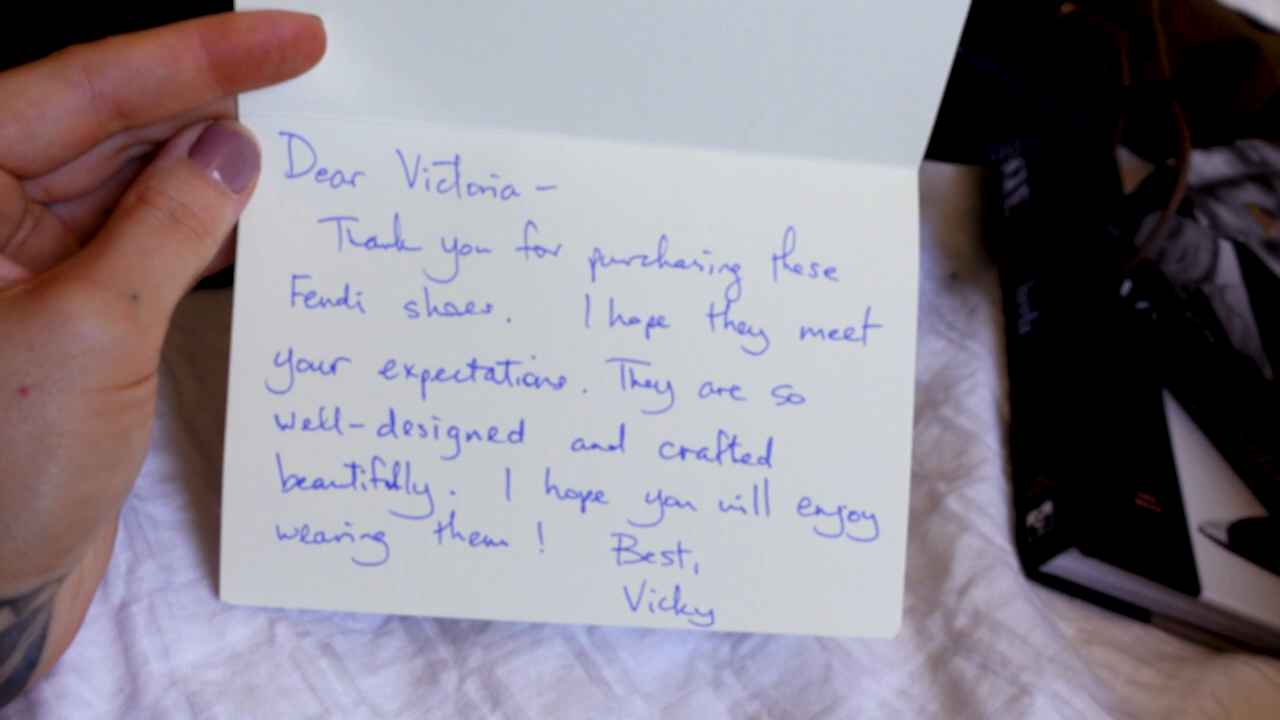 Dear Victoria –
Thank you for purchasing these
Fendi shoes. I hope they meet
your expectations. They are so
well-designed and crafted
beautifully. I hope you will enjoy
wearing them! Best,
Vicky